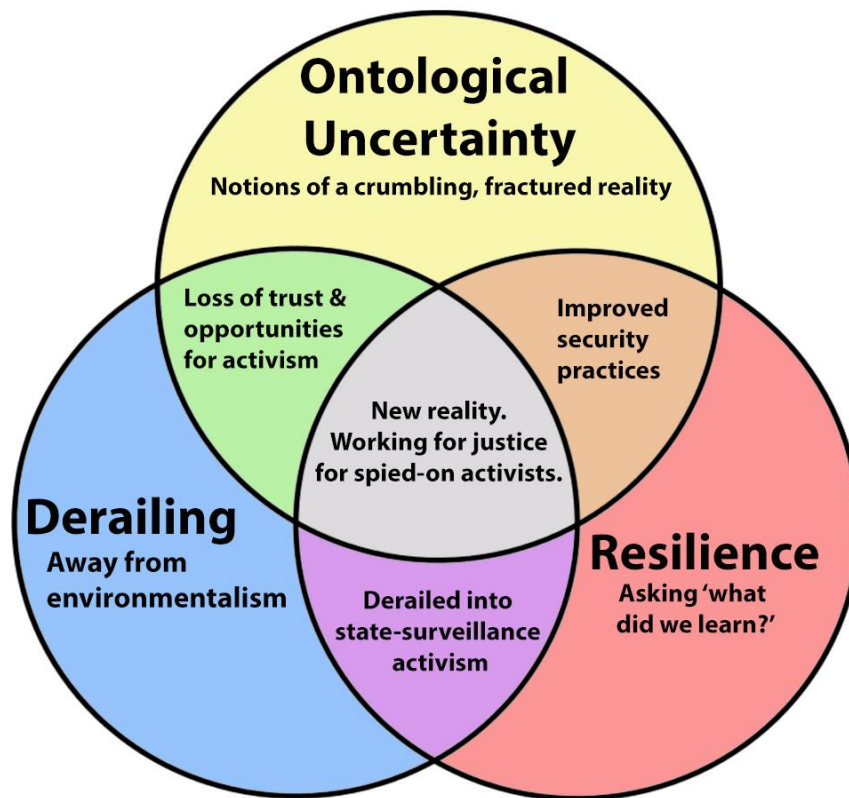 Ontological
Uncertainty
Notions of a crumbling, fractured reality
Loss of trust &
opportunities
for activism
Improved
security
practices
New reality.
Working for justice
for spied-on activists.
Derailing
Away from
environmentalism
Resilience
Asking ‘what
did we learn?’
Derailed into
state-surveillance
activism